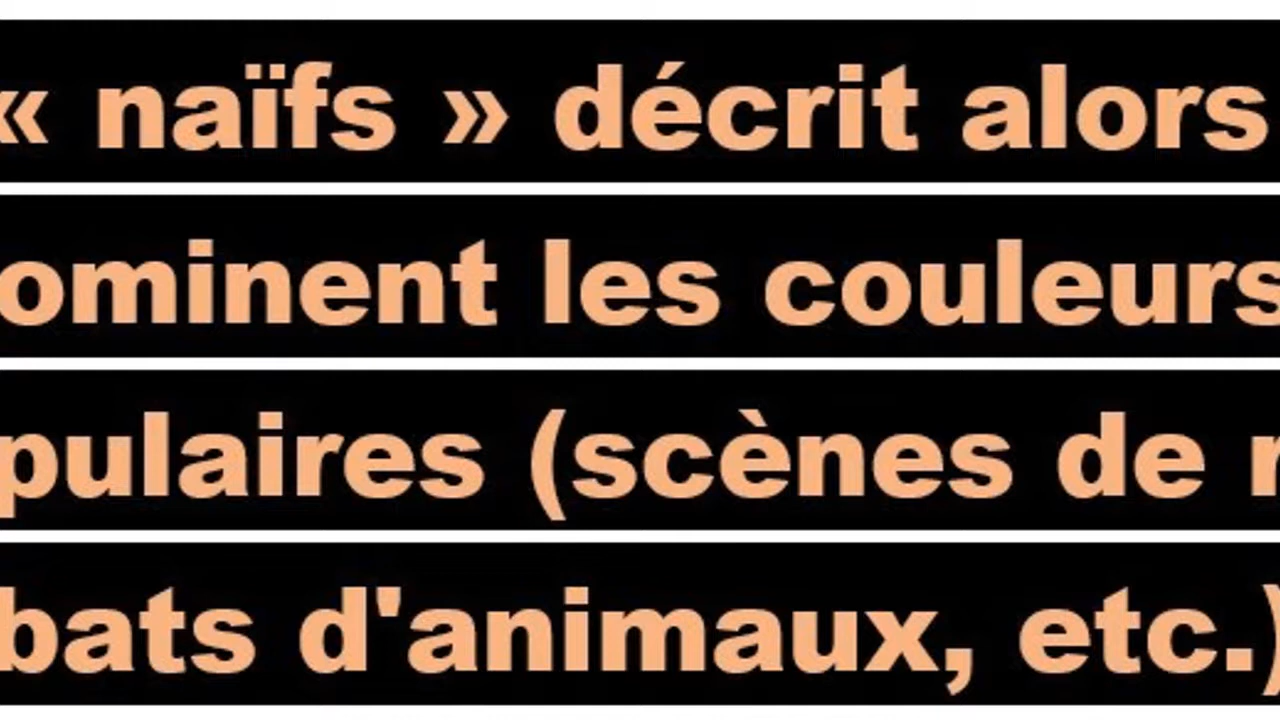 « naïfs » décrit alors
ominent les couleurs
pulaires (scènes de
bats d'animaux, etc.)